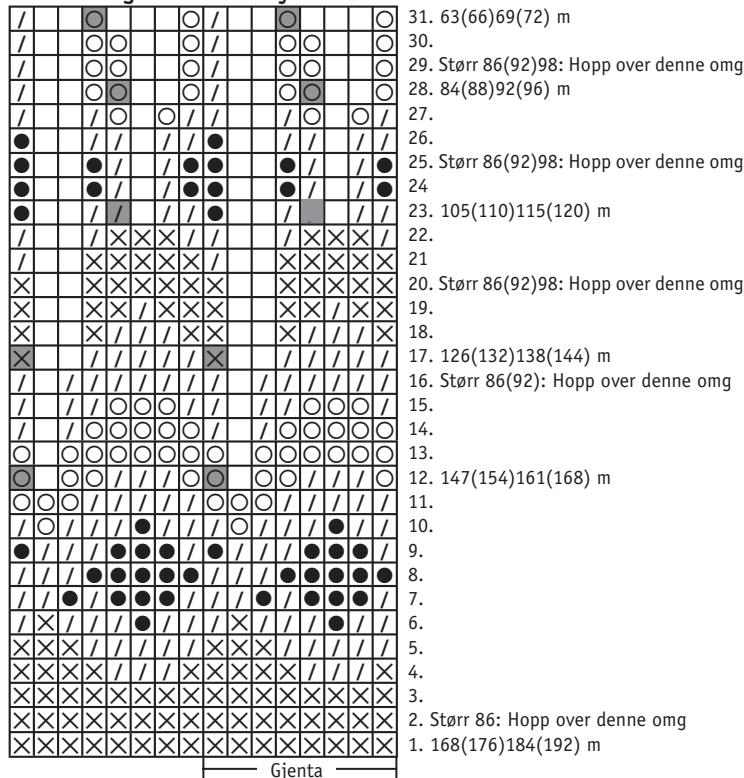 31. 63(66)69(72) m
30.
29. Størr 86(92)98: Hopp over denne omg
28. 84(88)92(96) m
27.
26.
25. Størr 86(92)98: Hopp over denne omg
24
23. 105(110)115(120) m
22.
21
20. Størr 86(92)98: Hopp over denne omg
19.
18.
17. 126(132)138(144) m
16. Størr 86(92): Hopp over denne omg
15.
14.
13.
12. 147(154)161(168) m
11.
10.
9.
8.
7.
6.
5.
4.
3.
2. Størr 86: Hopp over denne omg
1. 168(176)184(192) m
Gjenta